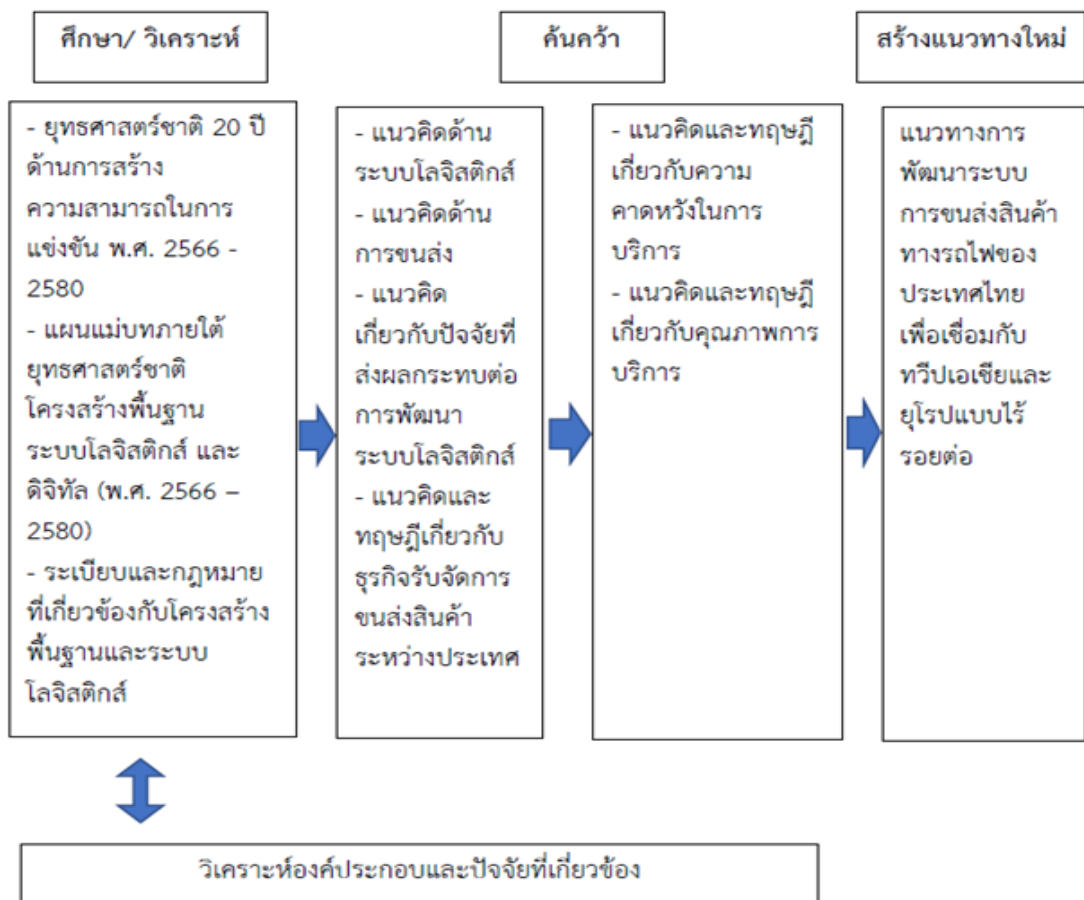 ศึกษา/ วิเคราะห์
ค้นคว้า
สร้างแนวทางใหม่
- ยุทธศาสตร์ชาติ 20 ปี
ด้านการสร้าง
ความสามารถในการ
แข่งขัน พ.ศ. 2566 -
2580
- แผนแม่บทภายใต้
ยุทธศาสตร์ชาติ
โครงสร้างพื้นฐาน
ระบบโลจิสติกส์ และ
ดิจิทัล (พ.ศ. 2566 –
2580)
- ระเบียบและกฎหมาย
ที่เกี่ยวข้องกับโครงสร้าง
พื้นฐานและระบบ
โลจิสติกส์
- แนวคิดด้าน
ระบบโลจิสติกส์
- แนวคิดด้าน
การขนส่ง
- แนวคิด
เกี่ยวกับปัจจัยที่
ส่งผลกระทบต่อ
การพัฒนา
ระบบโลจิสติกส์
- แนวคิดและ
ทฤษฎีเกี่ยวกับ
ธุรกิจรับจัดการ
ขนส่งสินค้า
ระหว่างประเทศ
- แนวคิดและทฤษฎี
เกี่ยวกับความ
คาดหวังในการ
บริการ
- แนวคิดและทฤษฎี
เกี่ยวกับคุณภาพการ
บริการ
แนวทางการ
พัฒนาระบบ
การขนส่งสินค้า
ทางรถไฟของ
ประเทศไทย
เพื่อเชื่อมกับ
ทวีปเอเชียและ
ยุโรปแบบไร้
รอยต่อ
วิเคราะห์องค์ประกอบและปัจจัยที่เกี่ยวข้อง